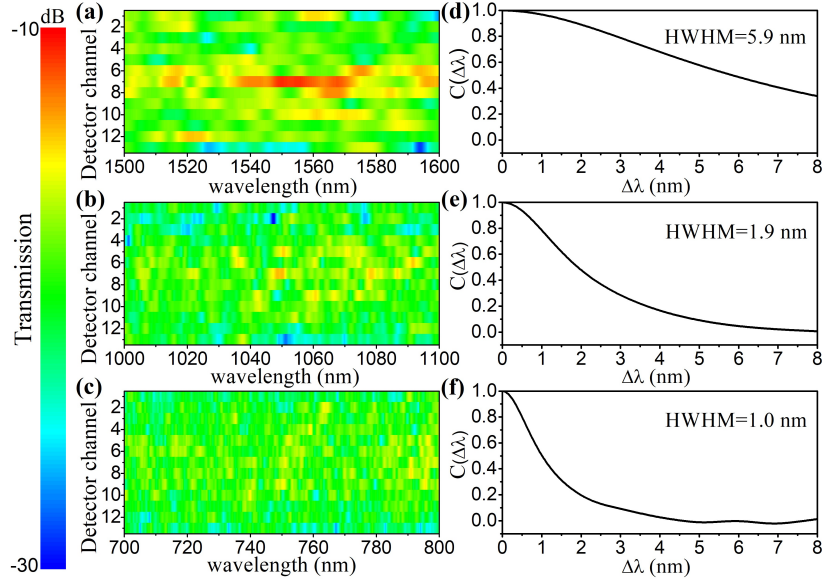 dB
-10
Transmission
-30
(a)
Detector channel
2
4
6
8
10
12
1500 1520 1540 1560 1580 1600
wavelength (nm)
(d)
C(Δλ)
1.0
0.8
0.6
0.4
0.2
0.0
HWHM=5.9 nm
0 1 2 3 4 5 6 7 8
Δλ (nm)
(b)
Detector channel
2
4
6
8
10
12
1000 1020 1040 1060 1080 1100
wavelength (nm)
(e)
C(Δλ)
1.0
0.8
0.6
0.4
0.2
0.0
HWHM=1.9 nm
0 1 2 3 4 5 6 7 8
Δλ (nm)
(c)
Detector channel
2
4
6
8
10
12
700 720 740 760 780 800
wavelength (nm)
(f)
C(Δλ)
1.0
0.8
0.6
0.4
0.2
0.0
HWHM=1.0 nm
0 1 2 3 4 5 6 7 8
Δλ (nm)